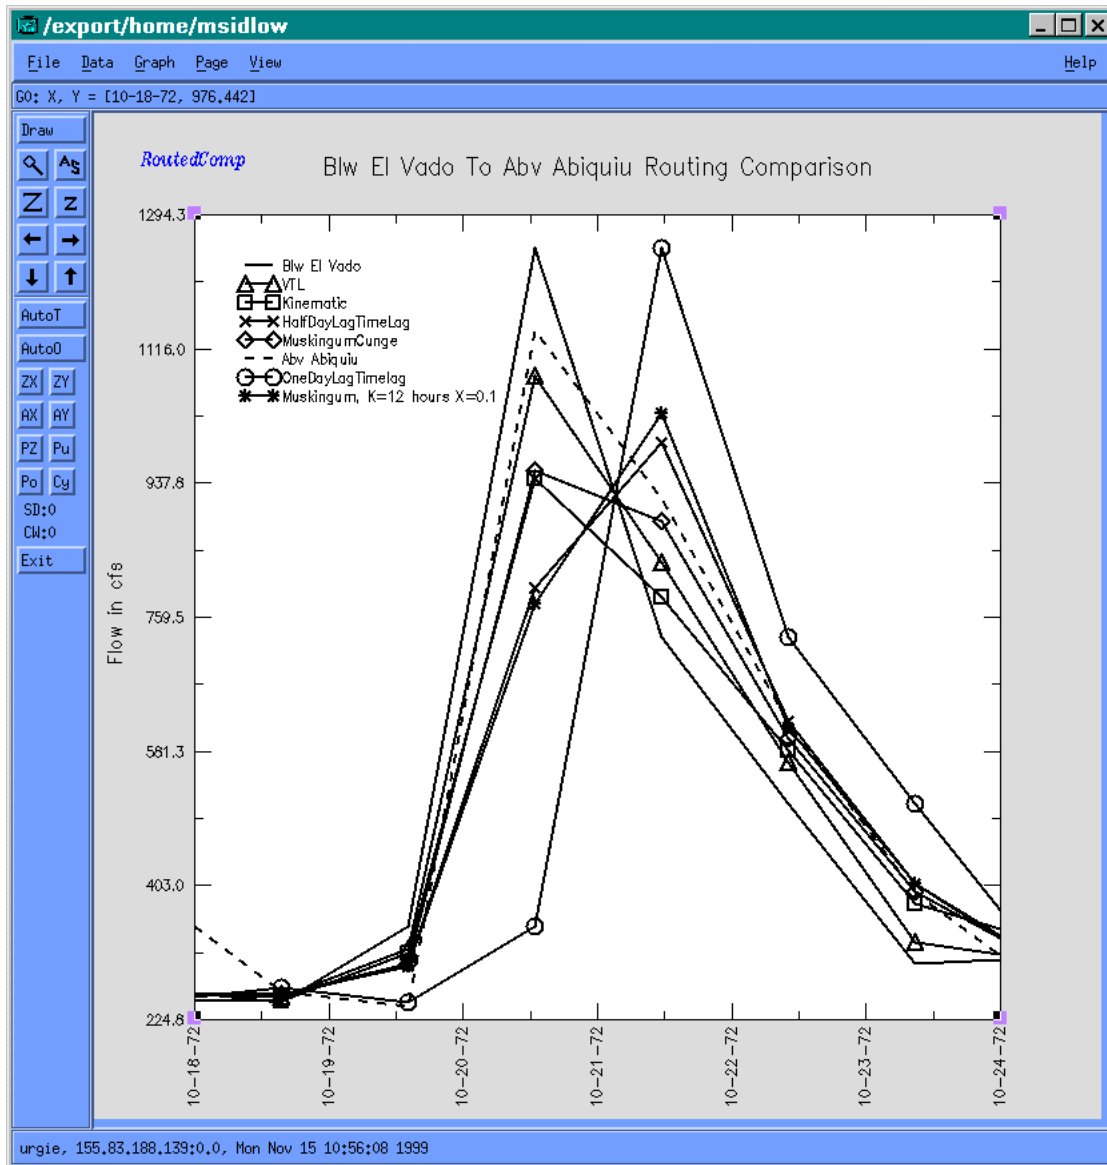 /export/home/msidlow
File Data Graph Page View Help
G0: X, Y = [10-18-72, 976.442]
Draw
A S
Z z
AutoT
AutoO
ZX ZY
AX AY
PZ Pu
Po Cy
SD:0
CW:0
Exit
RoutedComp
Blw El Vado To Abv Abiquiu Routing Comparison
1294.3
1116.0
937.8
759.5
581.3
403.0
224.8
Flow in cfs
Blw El Vado
VTL
Kinematic
HalfDayLagTimeLag
MuskingumCunge
Abv Abiquiu
OneDayLagTimelag
Muskingum, K=12 hours X=0.1
10-18-72
10-19-72
10-20-72
10-21-72
10-22-72
10-23-72
10-24-72
urgie, 155.83.188.139:0.0, Mon Nov 15 10:56:08 1999